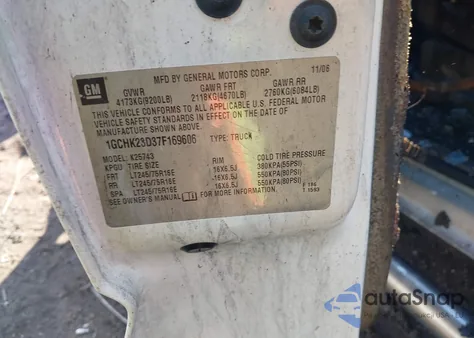 GM
MFD BY GENERAL MOTORS CORP. 11/06
GVWR GAWR FRT GAWR RR
4173KG(9200LB) 2118KG(4670LB) 2760KG(6084LB)
THIS VEHICLE CONFORMS TO ALL APPLICABLE U.S. FEDERAL MOTOR
VEHICLE SAFETY STANDARDS IN EFFECT ON THE DATE OF
MANUFACTURE SHOWN ABOVE.
1GCHK23D37F169606 TYPE: TRUCK
MODEL: K25743
KPGU TIRE SIZE RIM COLD TIRE PRESSURE
FRT LT245/75R16E 16X6.5J 380KPA(55PSI)
RR LT245/75R16E 16X6.5J 550KPA(80PSI)
SPA LT245/75R16E 16X6.5J 550KPA(80PSI)
SEE OWNER'S MANUAL FOR ADDITIONAL INFORMATION.
autoSnap